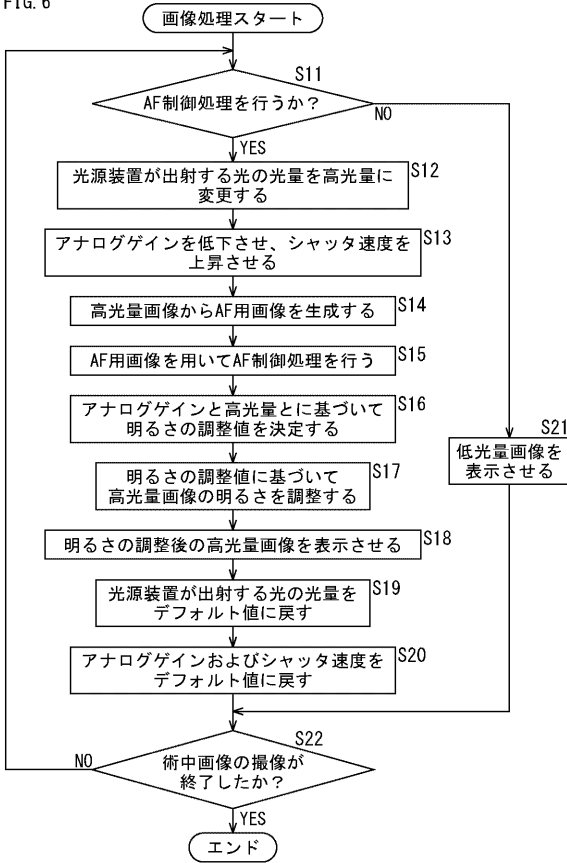 FIG. 6
画像処理スタート
S11
AF制御処理を行うか?
NO
YES
S12
光源装置が出射する光の光量を高光量に
変更する
S13
アナログゲインを低下させ、シャッタ速度を
上昇させる
S14
高光量画像からAF用画像を生成する
S15
AF用画像を用いてAF制御処理を行う
S16
アナログゲインと高光量とに基づいて
明るさの調整値を決定する
S21
低光量画像を
表示させる
S17
明るさの調整値に基づいて
高光量画像の明るさを調整する
S18
明るさの調整後の高光量画像を表示させる
S19
光源装置が出射する光の光量を
デフォルト値に戻す
S20
アナログゲインおよびシャッタ速度を
デフォルト値に戻す
S22
術中画像の撮像が
終了したか?
NO
YES
エンド